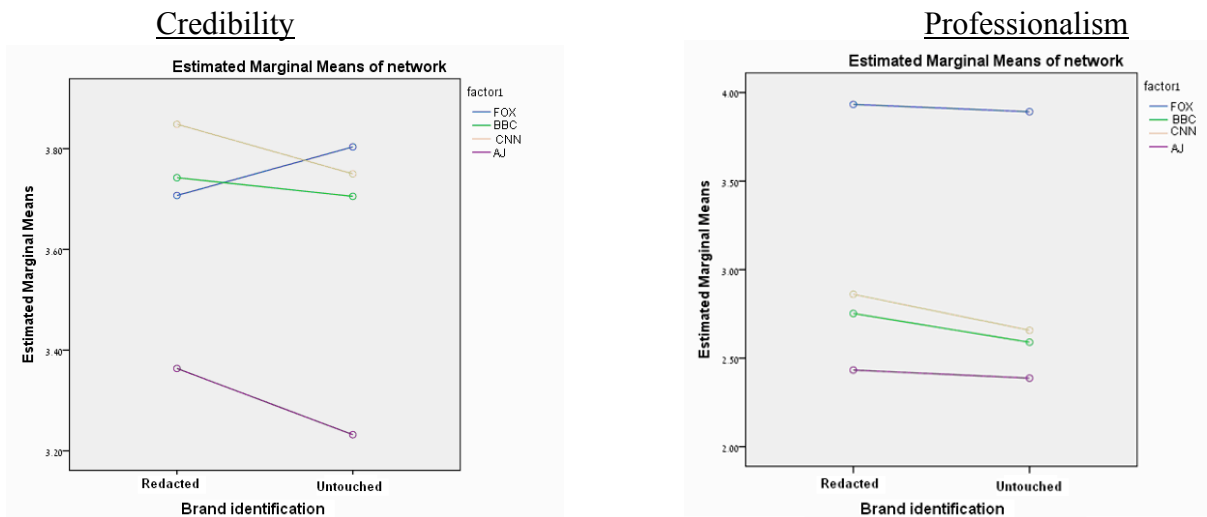 Credibility
Estimated Marginal Means of network
factor1
FOX
BBC
CNN
AJ
Estimated Marginal Means
3.80
3.60
3.40
3.20
Redacted Untouched
Brand identification
Professionalism
Estimated Marginal Means of network
factor1
FOX
BBC
CNN
AJ
Estimated Marginal Means
4.00
3.50
3.00
2.50
2.00
Redacted Untouched
Brand identification